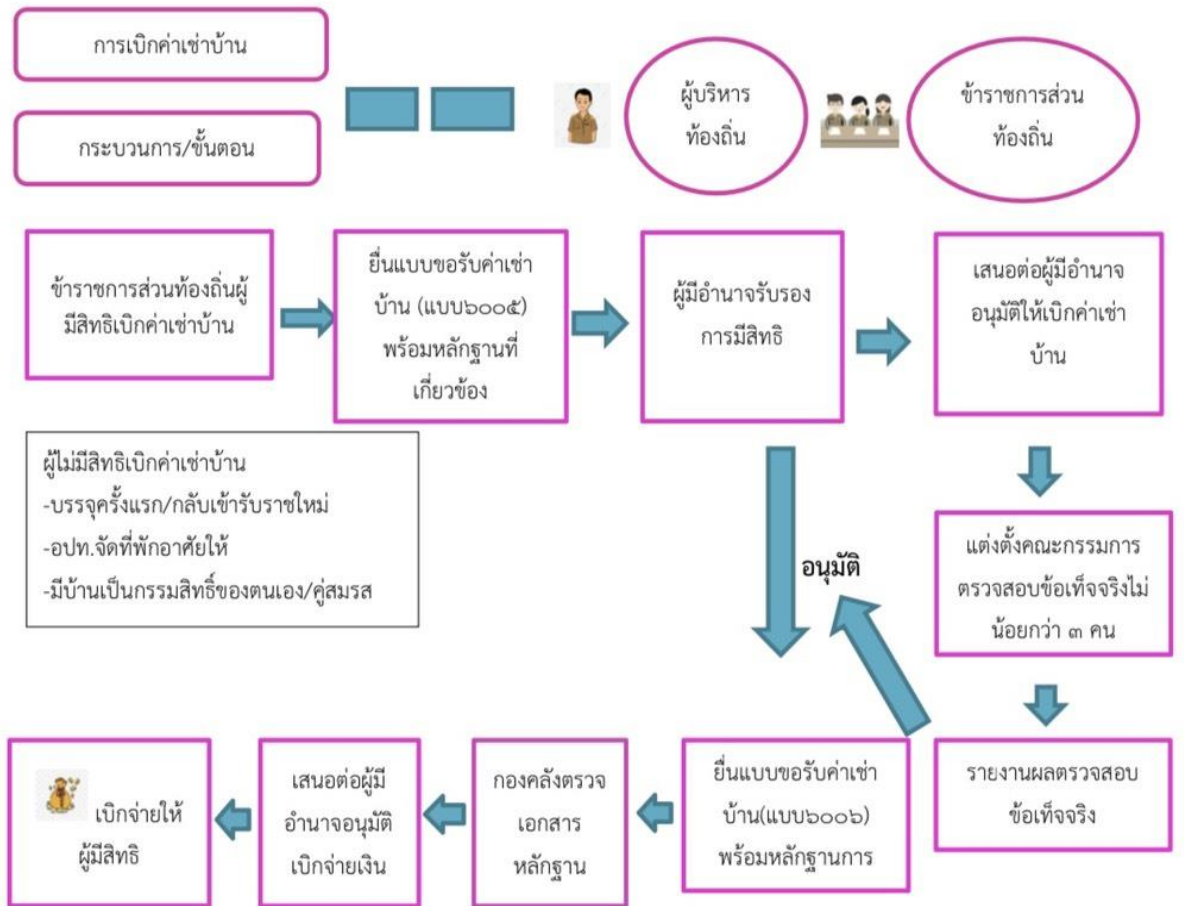 การเบิกค่าเช่าบ้าน
กระบวนการ/ขั้นตอน
ผู้บริหาร
ท้องถิ่น
ข้าราชการส่วน
ท้องถิ่น
ข้าราชการส่วนท้องถิ่นผู้
มีสิทธิเบิกค่าเช่าบ้าน
ยื่นแบบขอรับค่าเช่า
บ้าน (แบบ๖๐๐๕)
พร้อมหลักฐานที่
เกี่ยวข้อง
ผู้มีอำนาจรับรอง
การมีสิทธิ
เสนอต่อผู้มีอำนาจ
อนุมัติให้เบิกค่าเช่า
บ้าน
ผู้ไม่มีสิทธิเบิกค่าเช่าบ้าน
-บรรจุครั้งแรก/กลับเข้ารับราชใหม่
-อปท.จัดที่พักอาศัยให้
-มีบ้านเป็นกรรมสิทธิ์ของตนเอง/คู่สมรส
แต่งตั้งคณะกรรมการ
ตรวจสอบข้อเท็จจริงไม่
น้อยกว่า ๓ คน
อนุมัติ
รายงานผลตรวจสอบ
ข้อเท็จจริง
ยื่นแบบขอรับค่าเช่า
บ้าน(แบบ๖๐๐๖)
พร้อมหลักฐานการ
กองคลังตรวจ
เอกสาร
หลักฐาน
เสนอต่อผู้มี
อำนาจอนุมัติ
เบิกจ่ายเงิน
เบิกจ่ายให้
ผู้มีสิทธิ